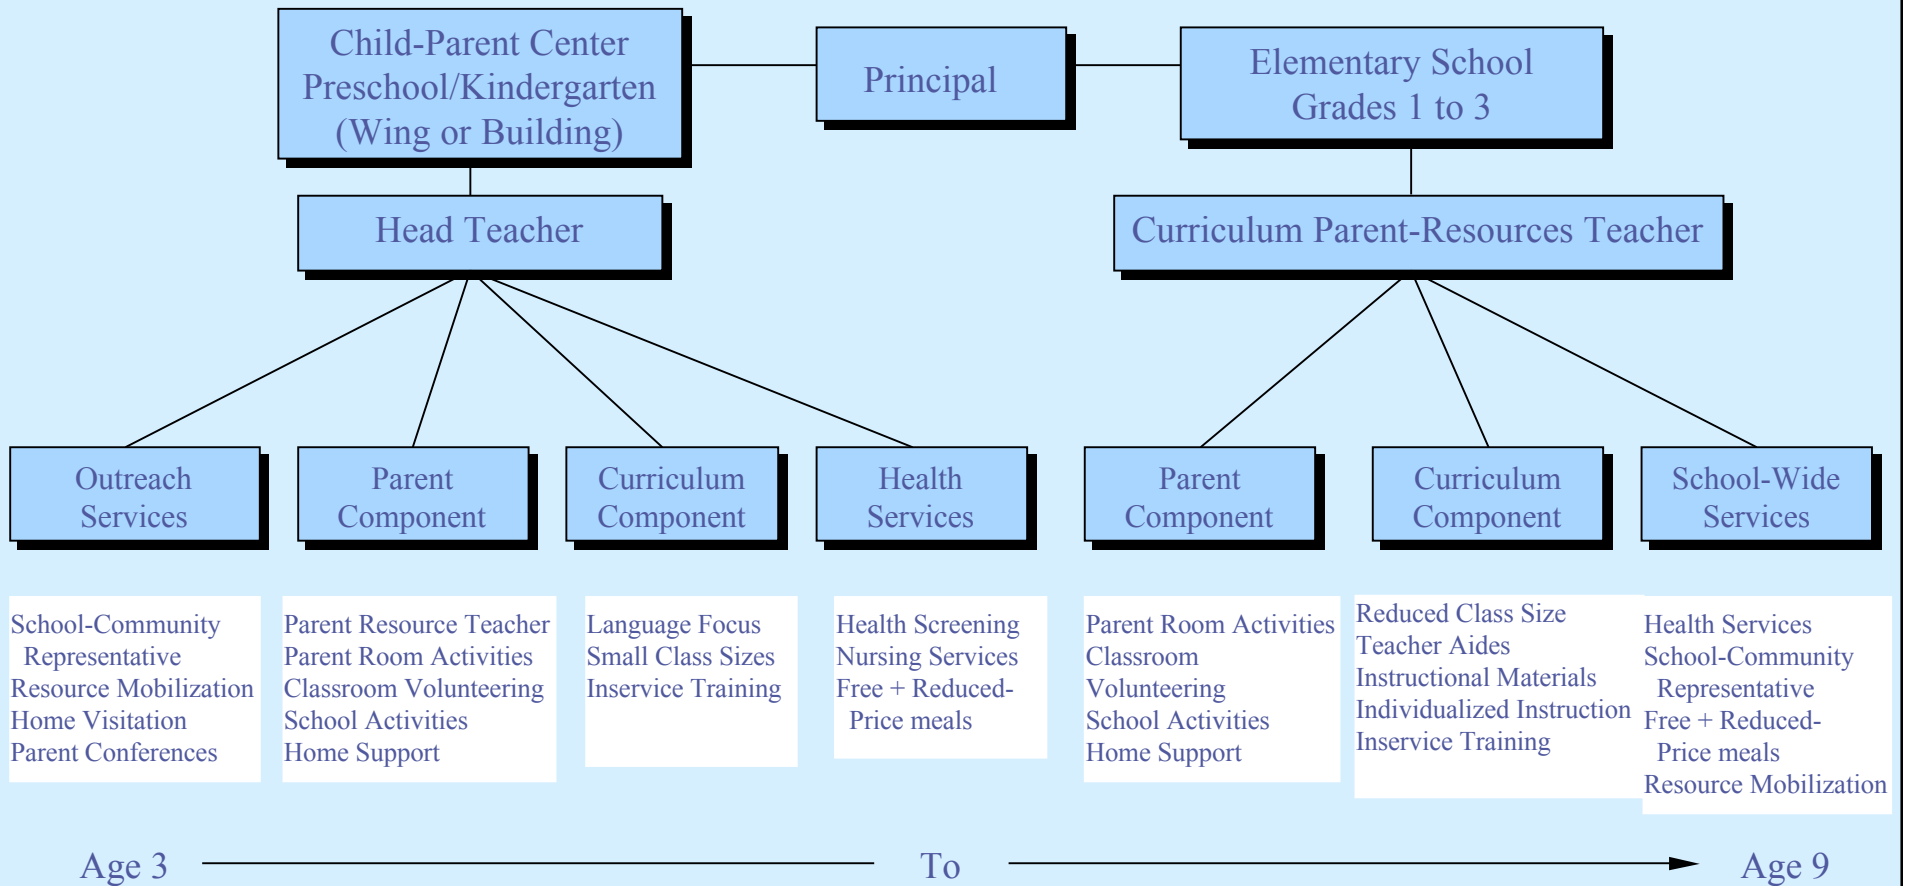 Child-Parent Center
Preschool/Kindergarten
(Wing or Building)
Principal
Elementary School
Grades 1 to 3
Head Teacher
Curriculum Parent-Resources Teacher
Outreach
Services
Parent
Component
Curriculum
Component
Health
Services
Parent
Component
Curriculum
Component
School-Wide
Services
School-Community
Representative
Resource Mobilization
Home Visitation
Parent Conferences
Parent Resource Teacher
Parent Room Activities
Classroom Volunteering
School Activities
Home Support
Language Focus
Small Class Sizes
Inservice Training
Health Screening
Nursing Services
Free + Reduced-
Price meals
Parent Room Activities
Classroom
Volunteering
School Activities
Home Support
Reduced Class Size
Teacher Aides
Instructional Materials
Individualized Instruction
Inservice Training
Health Services
School-Community
Representative
Free + Reduced-
Price meals
Resource Mobilization
Age 3 To Age 9